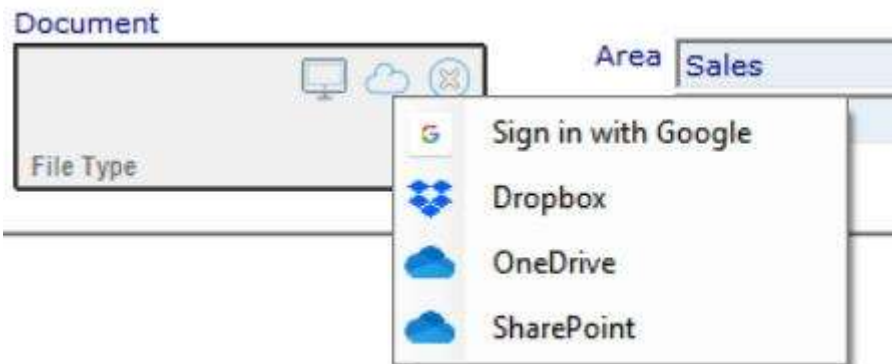 Document
Area Sales
Sign in with Google
File Type
Dropbox
OneDrive
SharePoint